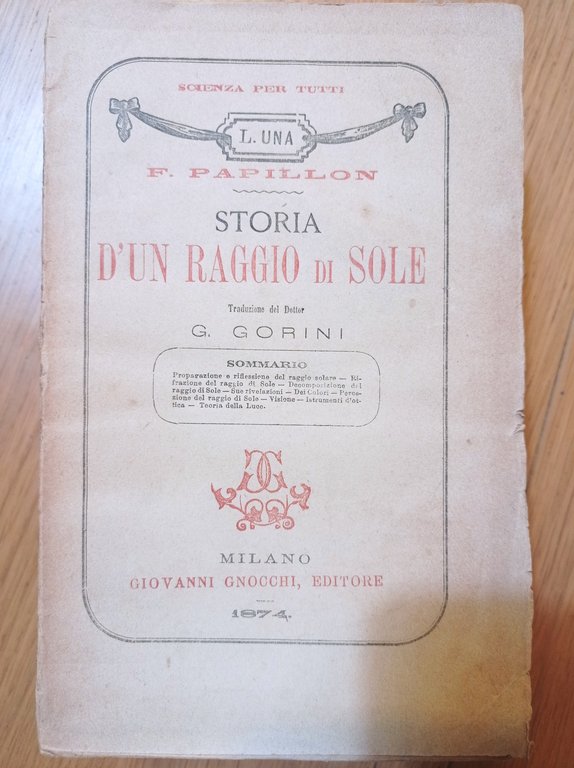 SCIENZA PER TUTTI
L. UNA
F. PAPILLON
STORIA
D'UN RAGGIO DI SOLE
Traduzione del Dottor
G. GORINI
SOMMARIO
Propagazione e riflessione del raggio solare — Ri-
frazione del raggio di Sole — Decomposizione del
raggio di Sole — Sue rivelazioni — Dei Colori — Percez-
zione del raggio di Sole — Visione — Istrumenti d'ot-
tica — Teoria della Luce.
GG
MILANO
GIOVANNI GNOCCHI, EDITORE
1874.